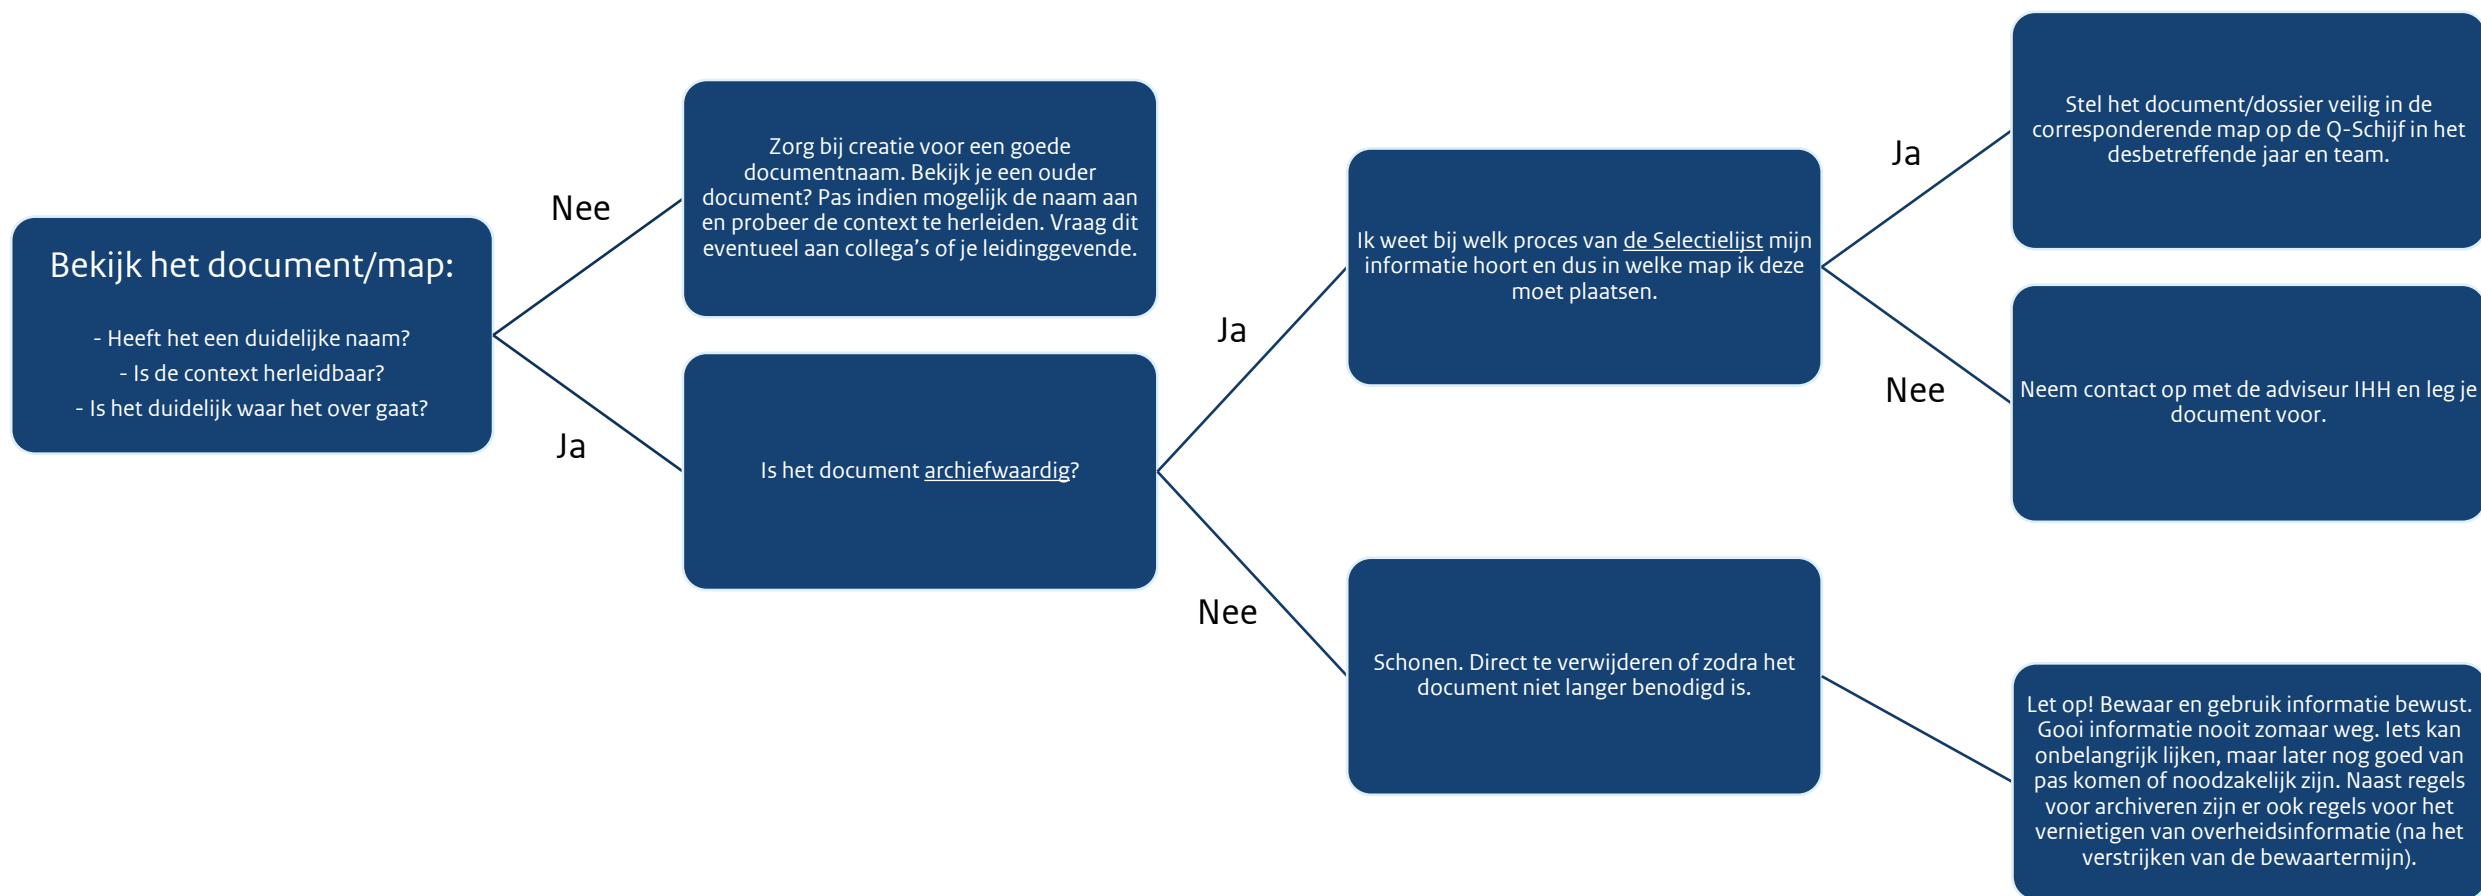 Bekijk het document/map:
- Heeft het een duidelijke naam?
- Is de context herleidbaar?
- Is het duidelijk waar het over gaat?
Nee
Ja
Zorg bij creatie voor een goede
documentnaam. Bekijk je een ouder
document? Pas indien mogelijk de naam aan
en probeer de context te herleiden. Vraag dit
eventueel aan collega’s of je leidinggevende.
Is het document archiefwaardig?
Ja
Nee
Ik weet bij welk proces van de Selectielijst mijn
informatie hoort en dus in welke map ik deze
moet plaatsen.
Schonen. Direct te verwijderen of zodra het
document niet langer benodigd is.
Ja
Nee
Stel het document/dossier veilig in de
corresponderende map op de Q-Schijf in het
desbetreffende jaar en team.
Neem contact op met de adviseur IHH en leg je
document voor.
Let op! Bewaar en gebruik informatie bewust.
Gooi informatie nooit zomaar weg. Iets kan
onbelangrijk lijken, maar later nog goed van
pas komen of noodzakelijk zijn. Naast regels
voor archiveren zijn er ook regels voor het
vernietigen van overheidsinformatie (na het
verstrijken van de bewaartermijn).